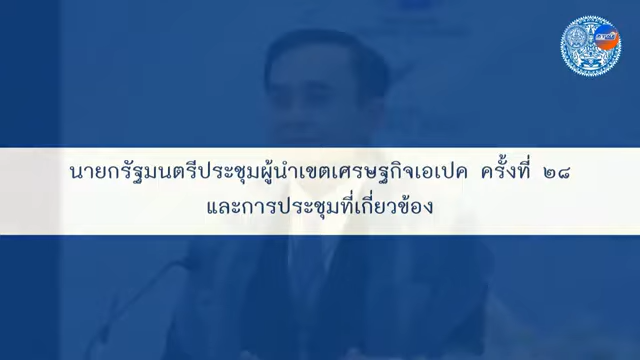 นายกรัฐมนตรีประชุมผู้นำเขตเศรษฐกิจเอเปค ครั้งที่ ๒๘
และการประชุมที่เกี่ยวข้อง